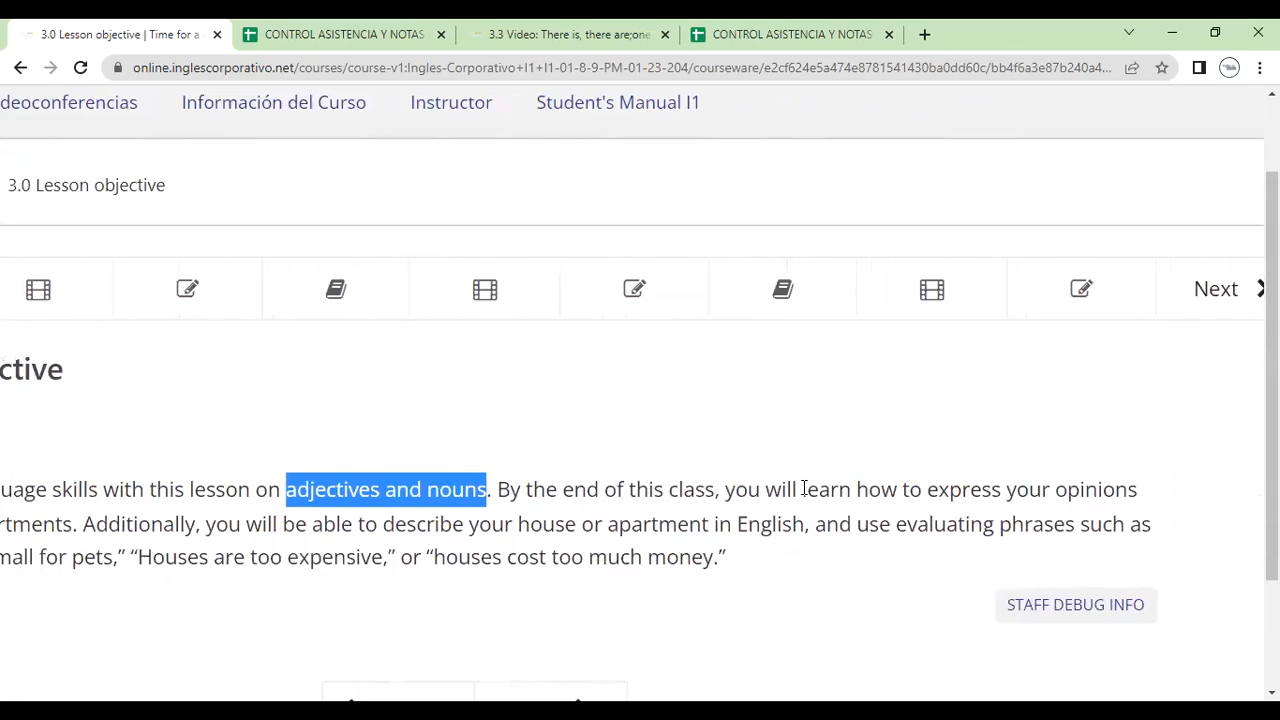 3.0 Lesson objective | Time for a
CONTROL ASISTENCIA Y NOTAS
3.3 Video: There is, there are;one
CONTROL ASISTENCIA Y NOTAS
online.inglescorporativo.net/courses/course-v1:Ingles-Corporativo+I1+I1-01-8-9-PM-01-23-204/courseware/e2cf624e5a474e8781541430ba0dd60c/bb4f6a3e87b240a4...
deoconferencias Información del Curso Instructor Student's Manual I1
3.0 Lesson objective
Next
ctive
uage skills with this lesson on adjectives and nouns. By the end of this class, you will learn how to express your opinions
rtments. Additionally, you will be able to describe your house or apartment in English, and use evaluating phrases such as
mall for pets,” “Houses are too expensive,” or “houses cost too much money.”
STAFF DEBUG INFO